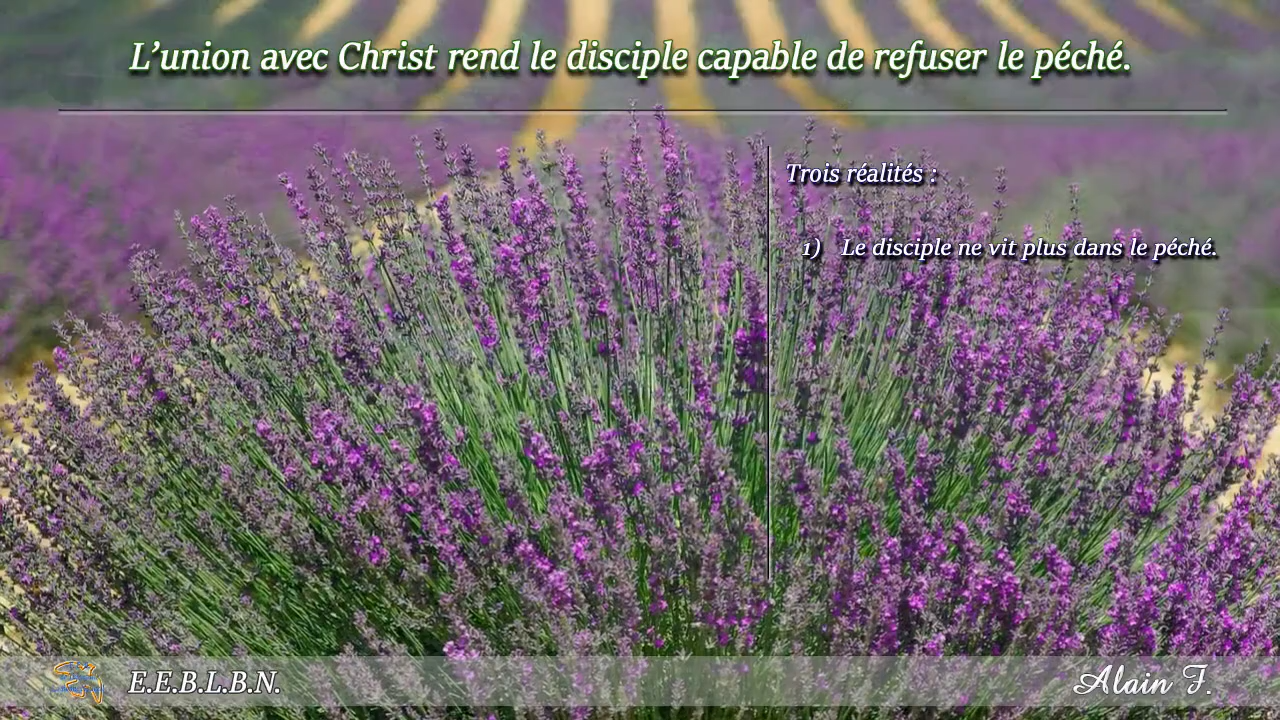 L’union avec Christ rend le disciple capable de refuser le péché.
Trois réalités :
1) Le disciple ne vit plus dans le péché.
E.E.B.L.B.N.
Alain F.